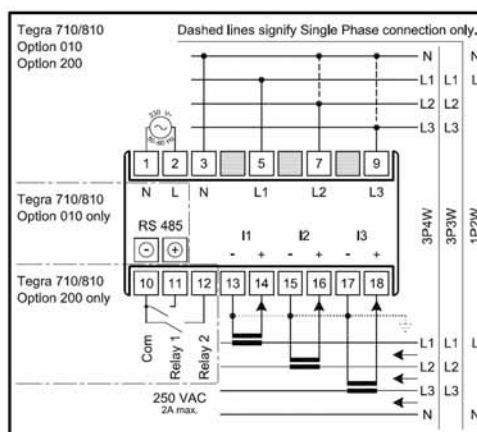 Tegra 710/810
Option 010
Option 200
Dashed lines signify Single Phase connection only.
N N
L1 L1 L
L2 L2
L3 L3
230 V~
50-60 Hz
1 2 3 5 7 9
N L N L1 L2 L3
Tegra 710/810
Option 010 only
RS 485
- +
I1 I2 I3
- + - + - +
3P4W
3P3W
1P2W
Tegra 710/810
Option 200 only
10 11 12 13 14 15 16 17 18
Com
Relay 1
Relay 2
L1 L1 L
L2 L2
L3 L3
N N
250 VAC
2A max.